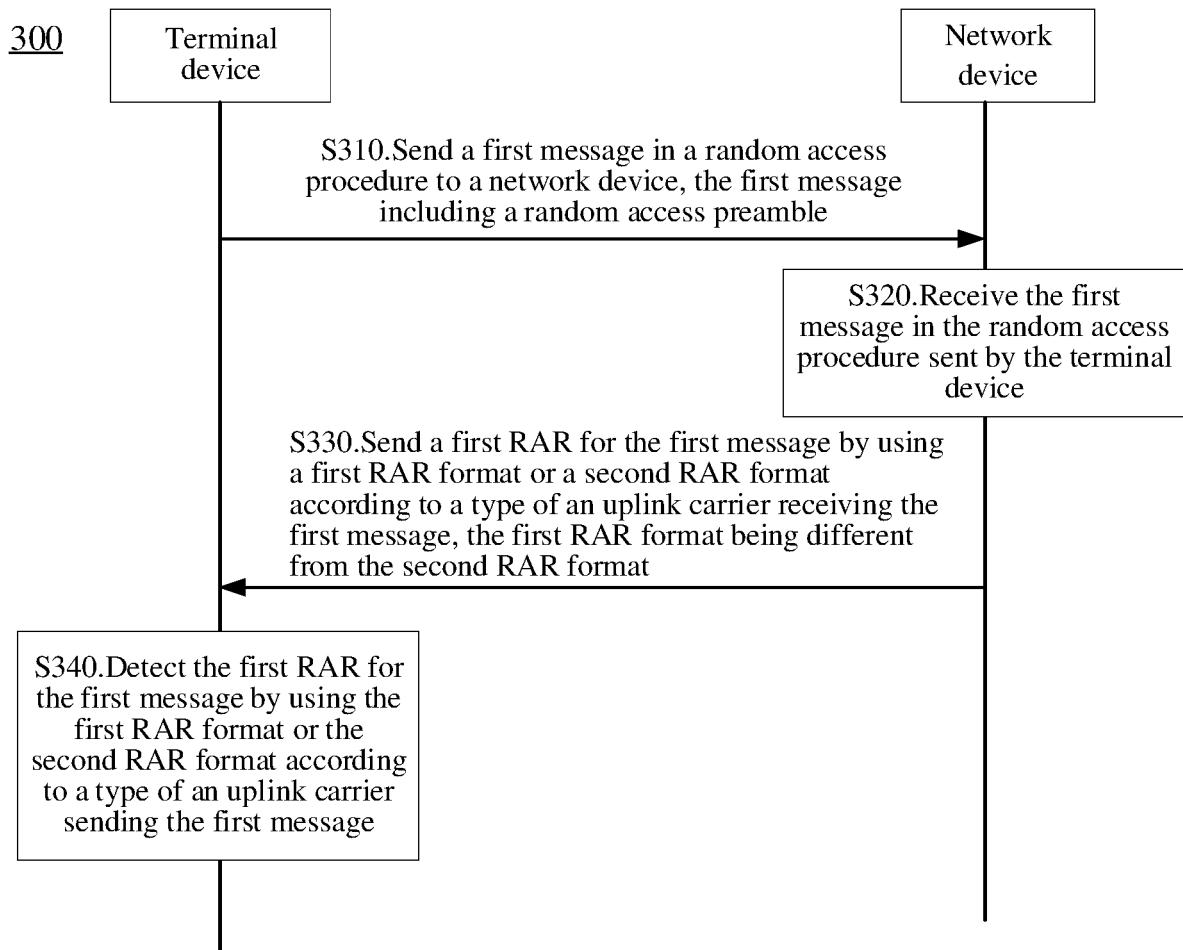 300
Terminal
device
Network
device
S310.Send a first message in a random access
procedure to a network device, the first message
including a random access preamble
S320.Receive the first
message in the random access
procedure sent by the terminal
device
S330.Send a first RAR for the first message by using
a first RAR format or a second RAR format
according to a type of an uplink carrier receiving the
first message, the first RAR format being different
from the second RAR format
S340.Detect the first RAR for
the first message by using the
first RAR format or the
second RAR format according
to a type of an uplink carrier
sending the first message